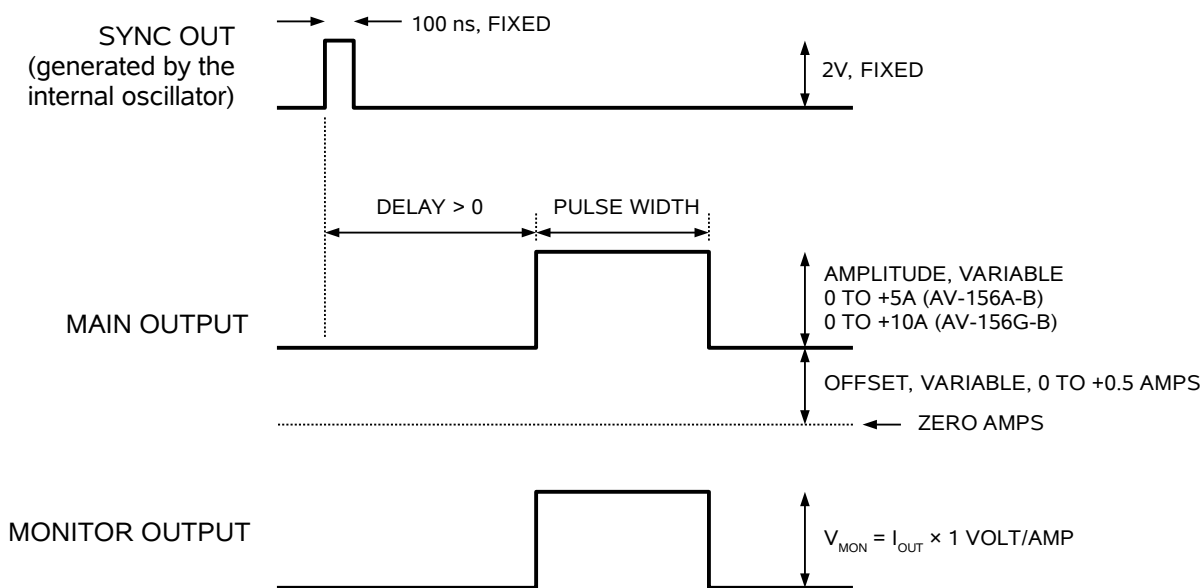 100 ns, FIXED
SYNC OUT
(generated by the
internal oscillator)
2V, FIXED
DELAY > 0
PULSE WIDTH
AMPLITUDE, VARIABLE
0 TO +5A (AV-156A-B)
0 TO +10A (AV-156G-B)
MAIN OUTPUT
OFFSET, VARIABLE, 0 TO +0.5 AMPS
ZERO AMPS
MONITOR OUTPUT
V_MON = I_OUT × 1 VOLT/AMP